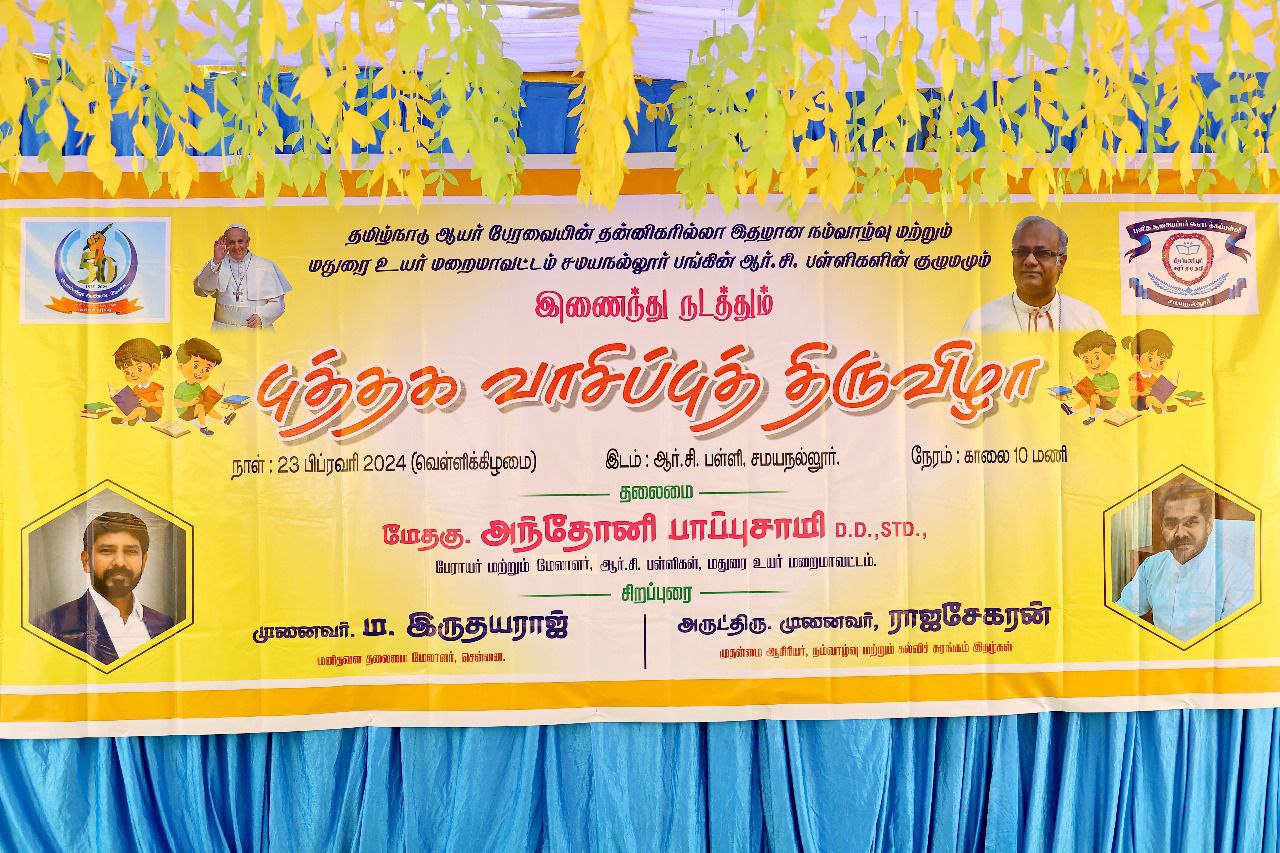 தமிழ்நாடு ஆயர் பேரவையின் தன்னிகரில்லா இதழான நம்வாழ்வு மற்றும்
மதுரை உயர் மறைமாவட்டம் சமயநல்லூர் பங்கின் ஆர்.சி. பள்ளிகளின் குழுமமும்
இணைந்து நடத்தும்
புத்தக வாசிப்புத் திருவிழா
நாள் : 23 பிப்ரவரி 2024 (வெள்ளிக்கிழமை) இடம் : ஆர்.சி. பள்ளி, சமயநல்லூர். நேரம் : காலை 10 மணி
தலைமை
மேதகு. அந்தோனி பாப்புசாமி D.D.,STD.,
பேராயர் மற்றும் மேலாளர், ஆர்.சி. பள்ளிகள், மதுரை உயர் மறைமாவட்டம்.
சிறப்புரை
முனைவர். ம. இருதயராஜ்
மனிதவள தலைமை மேலாளர், சென்னை.
அருட்திரு. முனைவர், ராஜசேகரன்
முதன்மை ஆசிரியர், நம்வாழ்வு மற்றும் கல்விச் சுரங்கம் இதழ்கள்
50
சமயநல்லூர்